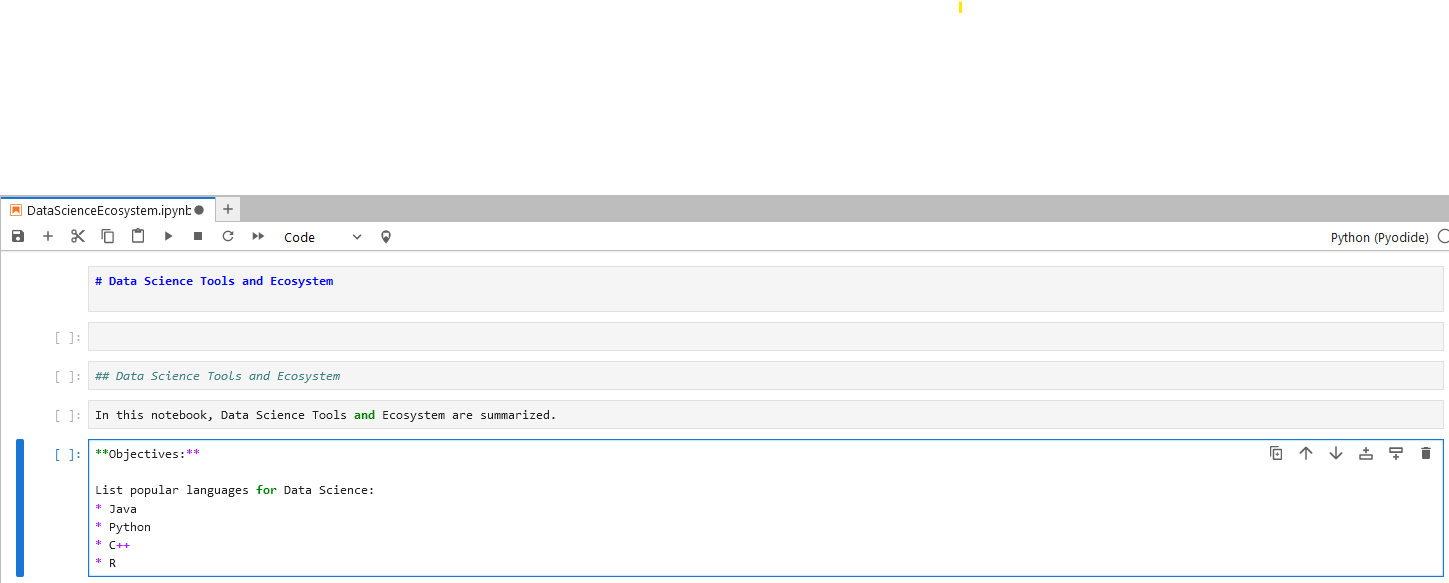 DataScienceEcosystem.ipynb
Code
Python (Pyodide)
# Data Science Tools and Ecosystem
[ ]:
[ ]: ## Data Science Tools and Ecosystem
[ ]: In this notebook, Data Science Tools and Ecosystem are summarized.
[ ]: **Objectives:**
List popular languages for Data Science:
* Java
* Python
* C++
* R